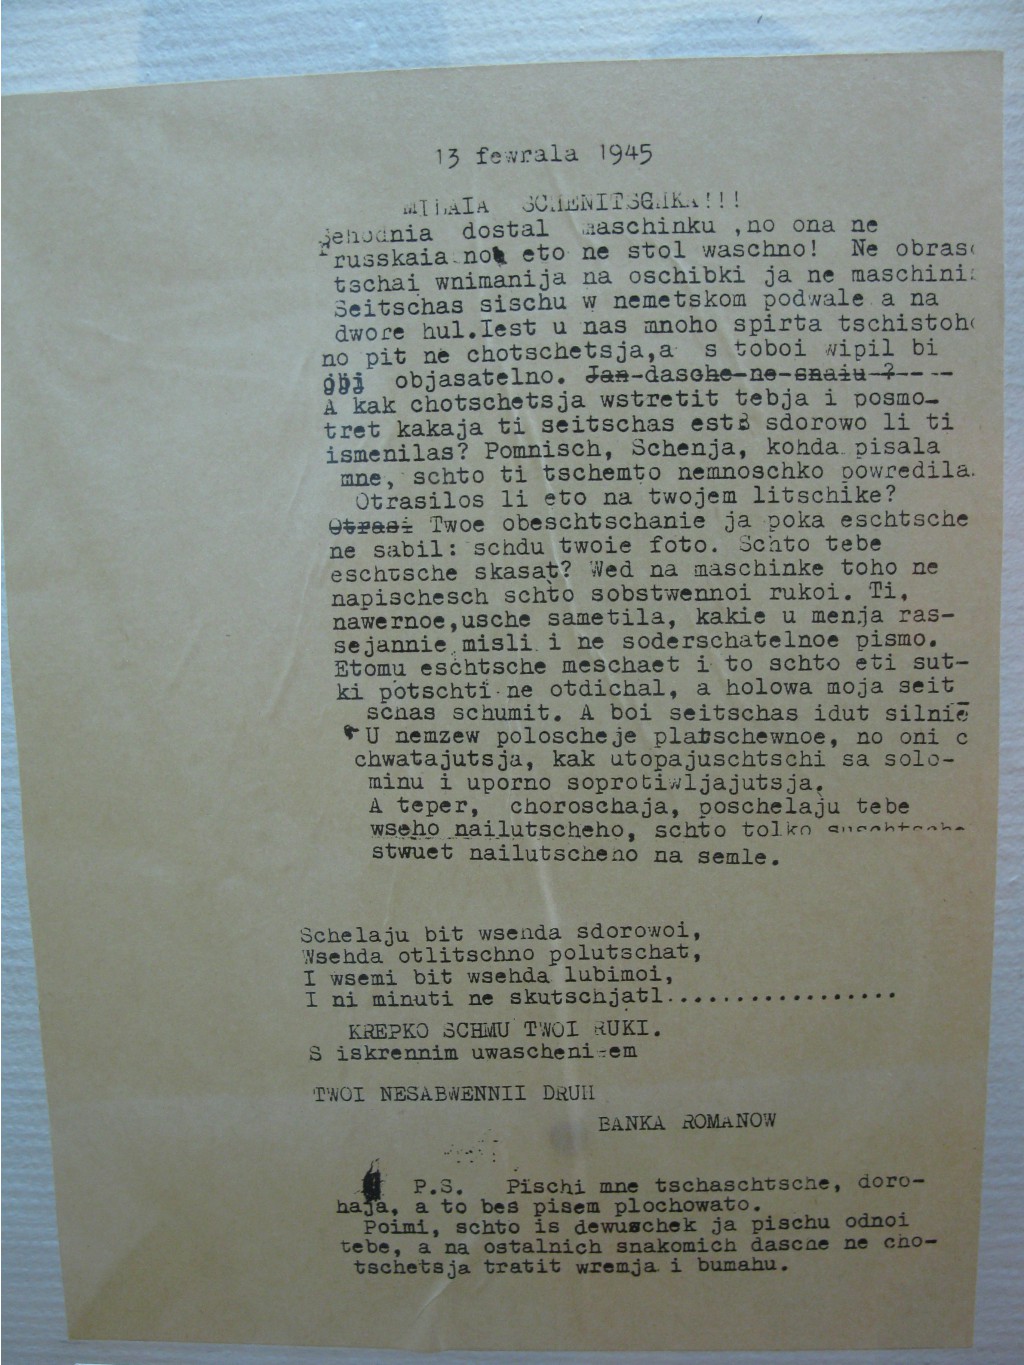 13 fewrala 1945
MILAIA SCHENITSCHKA!!!
Sehodnia dostal maschinku ,no ona ne
russkaia no eto ne stol waschno! Ne obras
tschai wnimanija na oschibki ja ne maschini
Seitschas sischu w nemetskom podwale a na
dwore hul.Iest u nas mnoho spirta tschistoho
no pit ne chotschetsja,a s toboi wipil bi
objasatelno. Jan dasche ne snaiu ?
A kak chotschetsja wstretit tebja i posmo-
tret kakaja ti seitschas est sdorowo li ti
ismenilas? Pomnisch, Schenja, kohda pisala
mne, schto ti tschemto nemnoschko powredila.
Otrasilos li eto na twojem litschike?
Otrasi Twoe obeschtschanie ja poka eschtsche
ne sabil: schdu twoie foto. Schto tebe
eschtsche skasat? Wed na maschinke toho ne
napischesch schto sobstwennoi rukoi. Ti,
nawernoe,usche sametila, kakie u menja ras-
sejannie misli i ne soderschatelnoe pismo.
Etomu eschtsche meschaet i to schto eti sut-
ki potschti ne otdichal, a holowa moja seit
schas schumit. A boi seitschas idut silnie
U nemzew poloscheje platschewnoe, no oni c
chwatajutsja, kak utopajuschtschi sa solo-
minu i uporno soprotiwljajutsja.
A teper, choroschaja, poschelaju tebe
wseho nailutscheho, schto tolko suschtsche
stwuet nailutscheho na semle.
Schelaju bit wsehda sdorowoi,
Wsehda otlitschno polutschat,
I wsemi bit wsehda lubimoi,
I ni minuti ne skutschjatl.................
KREPKO SCHMU TWOI RUKI.
S iskrennim uwascheniem
TWOI NESABWENNII DRUH
BANKA ROMANOW
P.S. Pischi mne tschaschtsche, doro-
haja, a to bes pisem plochowato.
Poimi, schto is dewuschek ja pischu odnoi
tebe, a na ostalnich snakomich dasche ne cho-
tschetsja tratit wremja i bumahu.